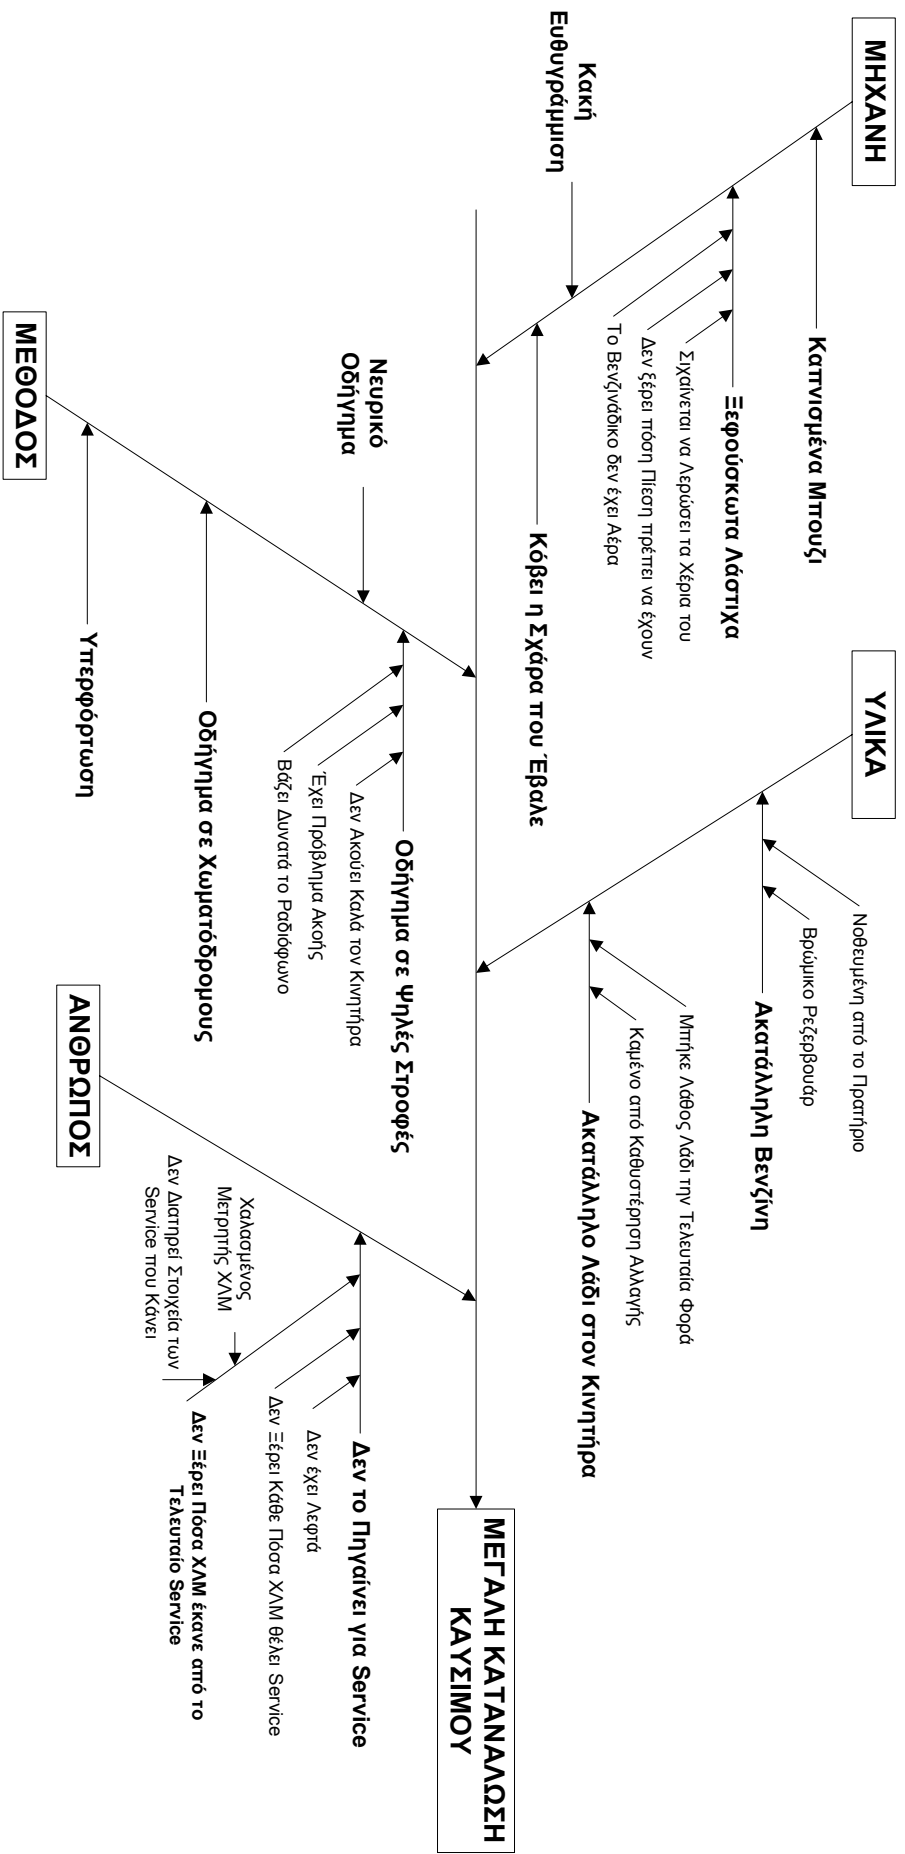 ΜΗΧΑΝΗ
Καπνισμένα Μπουζι
Ξεφούσκωτα Λάστιχα
Σιχαίνεται να Λερώσει τα Χέρια του
Δεν ξέρει πόση Πίεση πρέπει να έχουν
Το Βενζινάδικο δεν έχει Αέρα
Κακή
Ευθυγράμμιση
Κόβει η Σχάρα που Έβαλε
ΥΛΙΚΑ
Νοθευμένη από το Πρατήριο
Βρώμικο Ρεζερβουάρ
Ακατάλληλη Βενζίνη
Μπήκε Λάθος Λάδι την Τελευταία Φορά
Καμένο από Καθυστέρηση Αλλαγής
Ακατάλληλο Λάδι στον Κινητήρα
ΜΕΓΑΛΗ ΚΑΤΑΝΑΛΩΣΗ
ΚΑΥΣΙΜΟΥ
Νευρικό
Οδήγημα
Οδήγημα σε Ψηλές Στροφές
Δεν Ακούει Καλά τον Κινητήρα
Έχει Πρόβλημα Ακοής
Βάζει Δυνατά το Ραδιόφωνο
Οδήγημα σε Χωματόδρομους
Υπερφόρτωση
ΜΕΘΟΔΟΣ
Δεν το Πηγαίνει για Service
Δεν έχει Λεφτά
Δεν Ξέρει Κάθε Πόσα ΧΛΜ θέλει Service
Χαλασμένος
Μετρητής ΧΛΜ
Δεν Διατηρεί Στοιχεία των
Service που Κάνει
Δεν Ξέρει Πόσα ΧΛΜ έκανε από το
Τελευταίο Service
ΑΝΘΡΩΠΟΣ